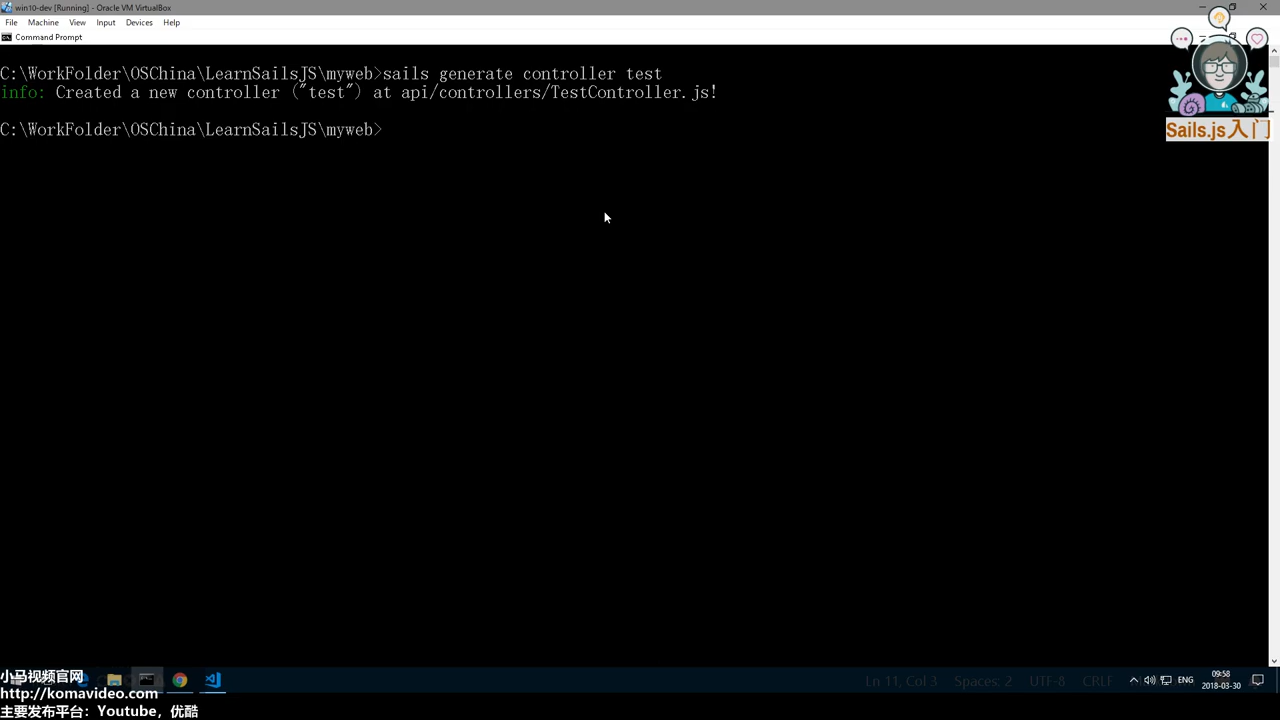 win10-dev [Running] - Oracle VM VirtualBox
File Machine View Input Devices Help
Command Prompt
C:\WorkFolder\OSChina\LearnSailsJS\myweb>sails generate controller test
info: Created a new controller ("test") at api/controllers/TestController.js!
C:\WorkFolder\OSChina\LearnSailsJS\myweb>
Sails.js入门
小马视频官网
http://komavideo.com
主要发布平台：Youtube，优酷
Ln 11, Col 3 Spaces: 2 UTF-8 CRLF
ENG
09:58
2018-03-30